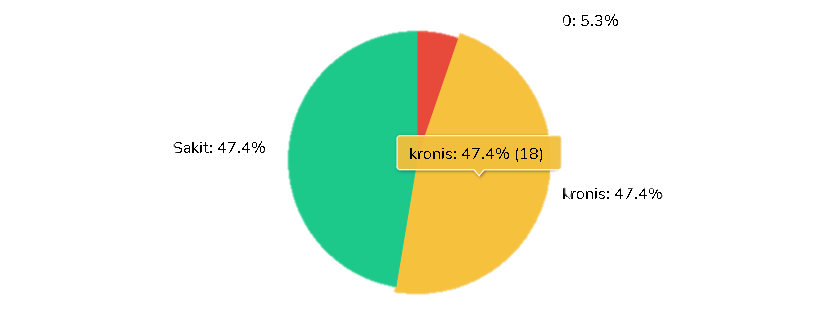 0: 5.3%
Sakit: 47.4%
kronis: 47.4% (18)
kronis: 47.4%